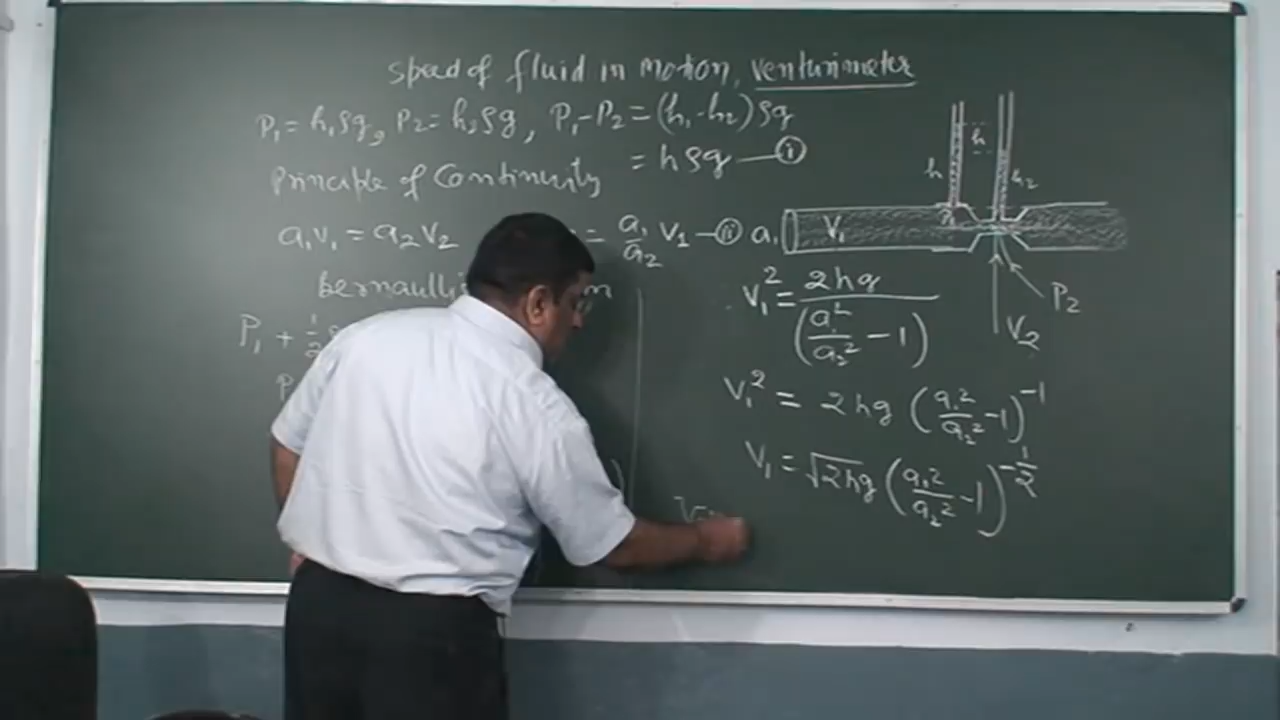 speed of fluid in motion, venturimeter
P₁ = h₁ρg, P₂ = h₂ρg, P₁-P₂ = (h₁-h₂)ρg
= hρg —(i)
Principle of Continuity
a₁v₁ = a₂v₂ = a₁/a₂ v₁ —(ii)
P₁ +
a₁
V₁
h
h
h₂
P₂
V₂
V₁² = 2hg/(a₁²/a₂² - 1)
V₁² = 2hg (a₁²/a₂² - 1)⁻¹
V₁ = √2hg (a₁²/a₂² - 1)^-1/2